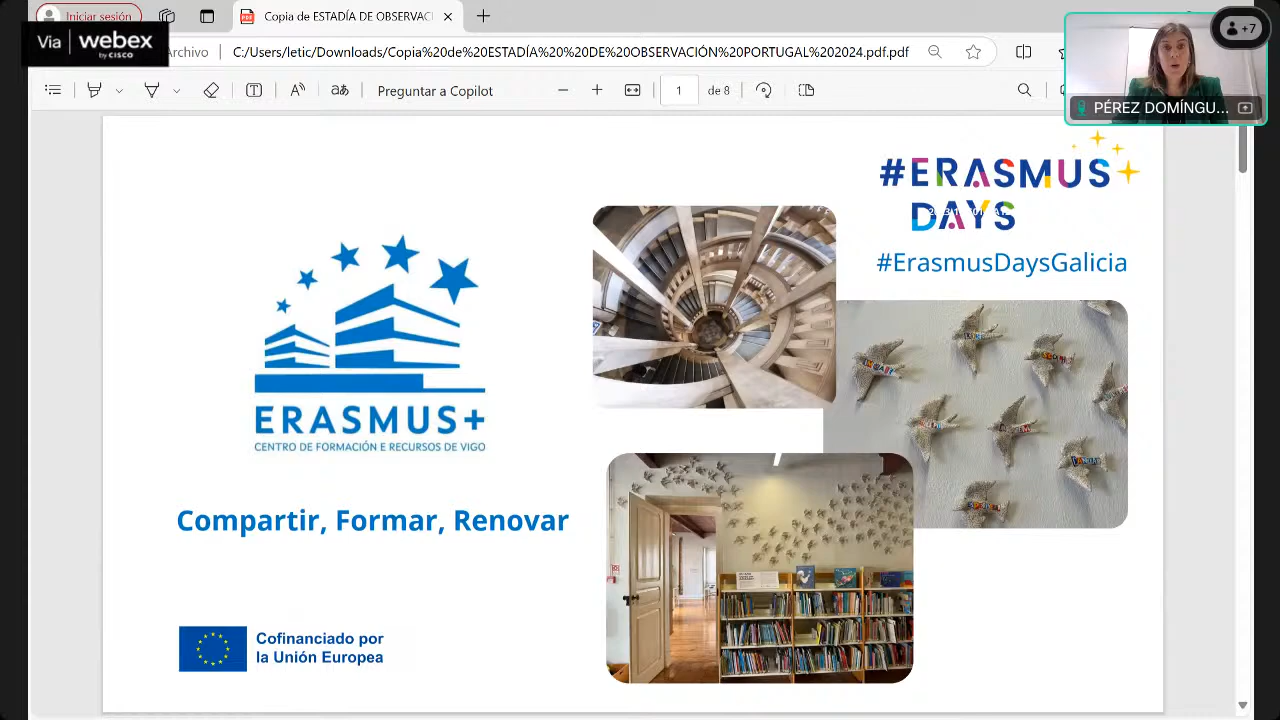 Iniciar sesión
Copia de ESTADÍA DE OBSERVAC
Via webex
by CISCO
Archivo
C:/Users/letic/Downloads/Copia%20de%20ESTADÍA%20%20DE%20OBSERVACIÓN%20PORTUGAL%202024.pdf.pdf
+7
Preguntar a Copilot
1 de 8
PÉREZ DOMÍNGU...
#ERASMUS
DAYS
#ErasmusDaysGalicia
ERASMUS+
CENTRO DE FORMACIÓN E RECURSOS DE VIGO
Compartir, Formar, Renovar
Cofinanciado por
la Unión Europea